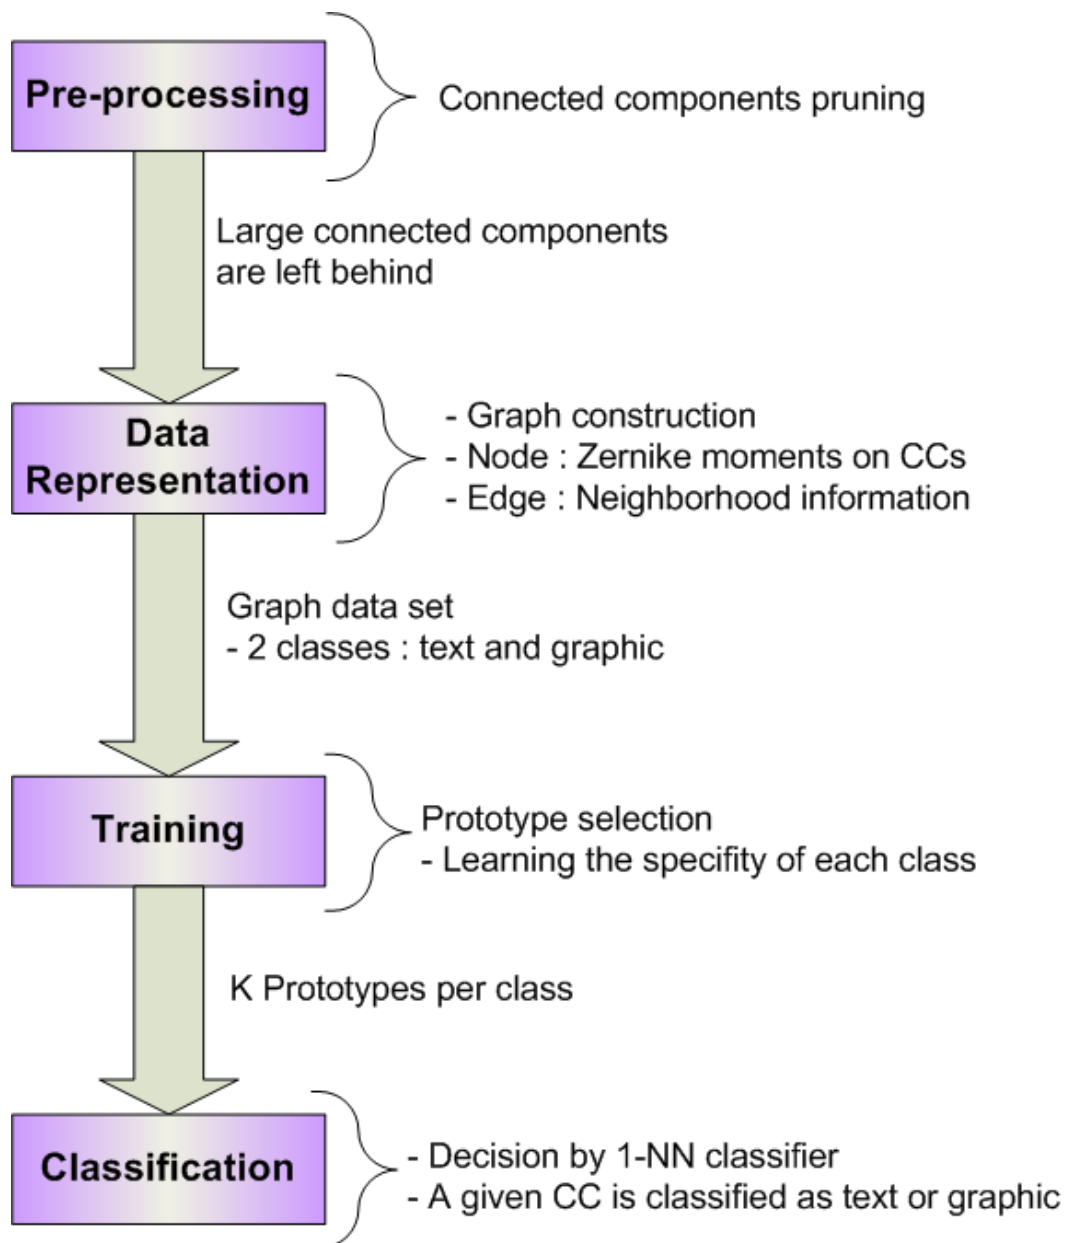 Pre-processing
Connected components pruning
Large connected components
are left behind
Data
Representation
- Graph construction
- Node : Zernike moments on CCs
- Edge : Neighborhood information
Graph data set
- 2 classes : text and graphic
Training
Prototype selection
- Learning the specifity of each class
K Prototypes per class
Classification
- Decision by 1-NN classifier
- A given CC is classified as text or graphic